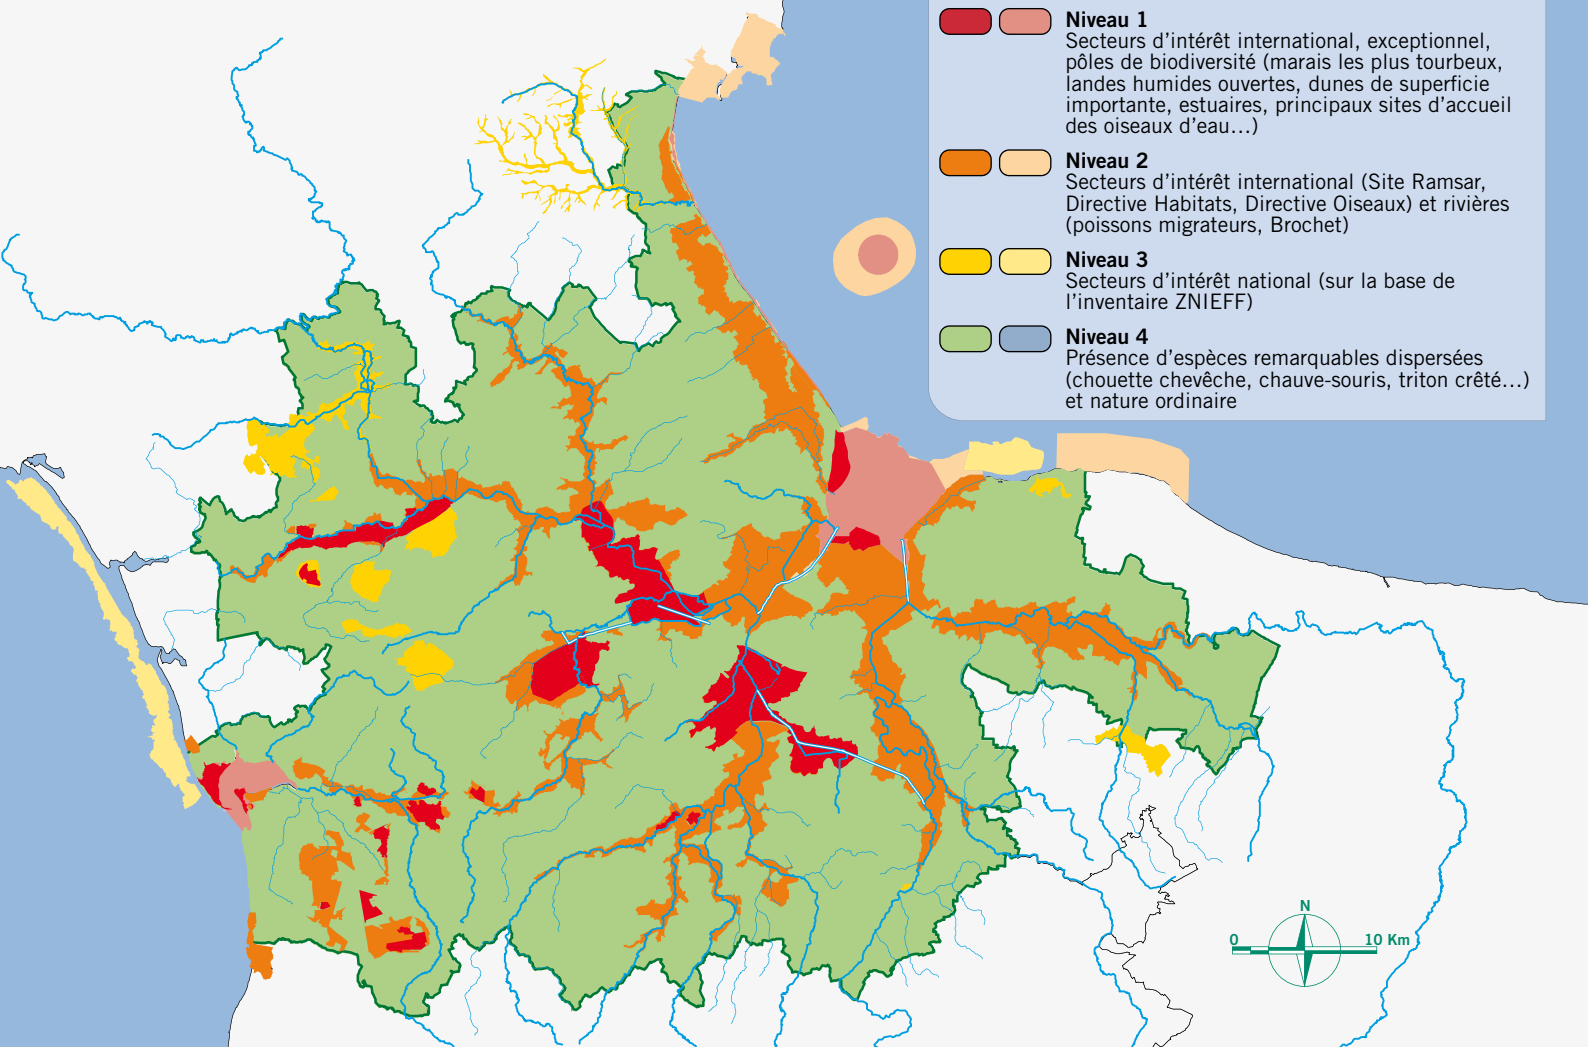 Niveau 1
Secteurs d’intérêt international, exceptionnel,
pôles de biodiversité (marais les plus tourbeux,
landes humides ouvertes, dunes de superficie
importante, estuaires, principaux sites d’accueil
des oiseaux d’eau…)
Niveau 2
Secteurs d’intérêt international (Site Ramsar,
Directive Habitats, Directive Oiseaux) et rivières
(poissons migrateurs, Brochet)
Niveau 3
Secteurs d’intérêt national (sur la base de
l’inventaire ZNIEFF)
Niveau 4
Présence d’espèces remarquables dispersées
(chouette chevêche, chauve-souris, triton crêté…)
et nature ordinaire
N
0 10 Km